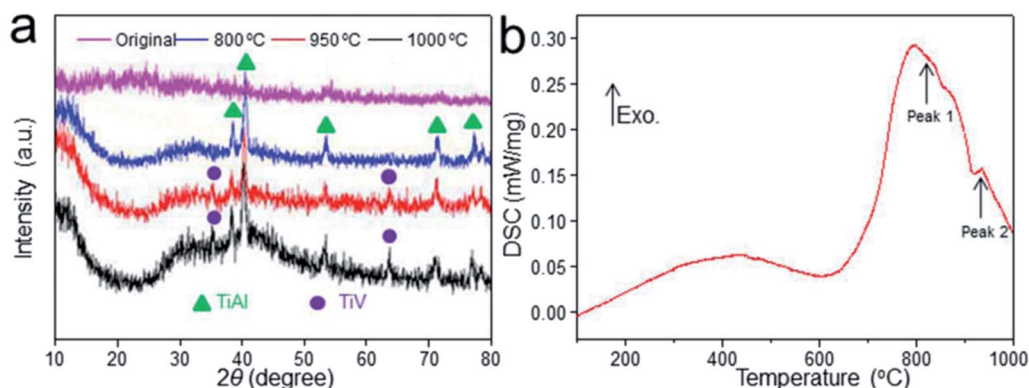 a
Original 800 ºC 950 ºC 1000 ºC
Intensity (a.u.)
TiAl TiV
10 20 30 40 50 60 70 80
2θ (degree)
b
0.30
0.25
0.20
0.15
0.10
0.05
0.00
DSC (mW/mg)
Exo.
Peak 1
Peak 2
200 400 600 800 1000
Temperature (ºC)